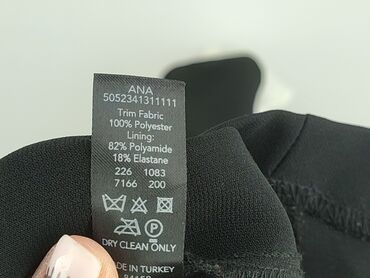 ANA
5052341311111
Trim Fabric
100% Polyester
Lining:
82% Polyamide
18% Elastane
226 1083
7166 200
DRY CLEAN ONLY
MADE IN TURKEY